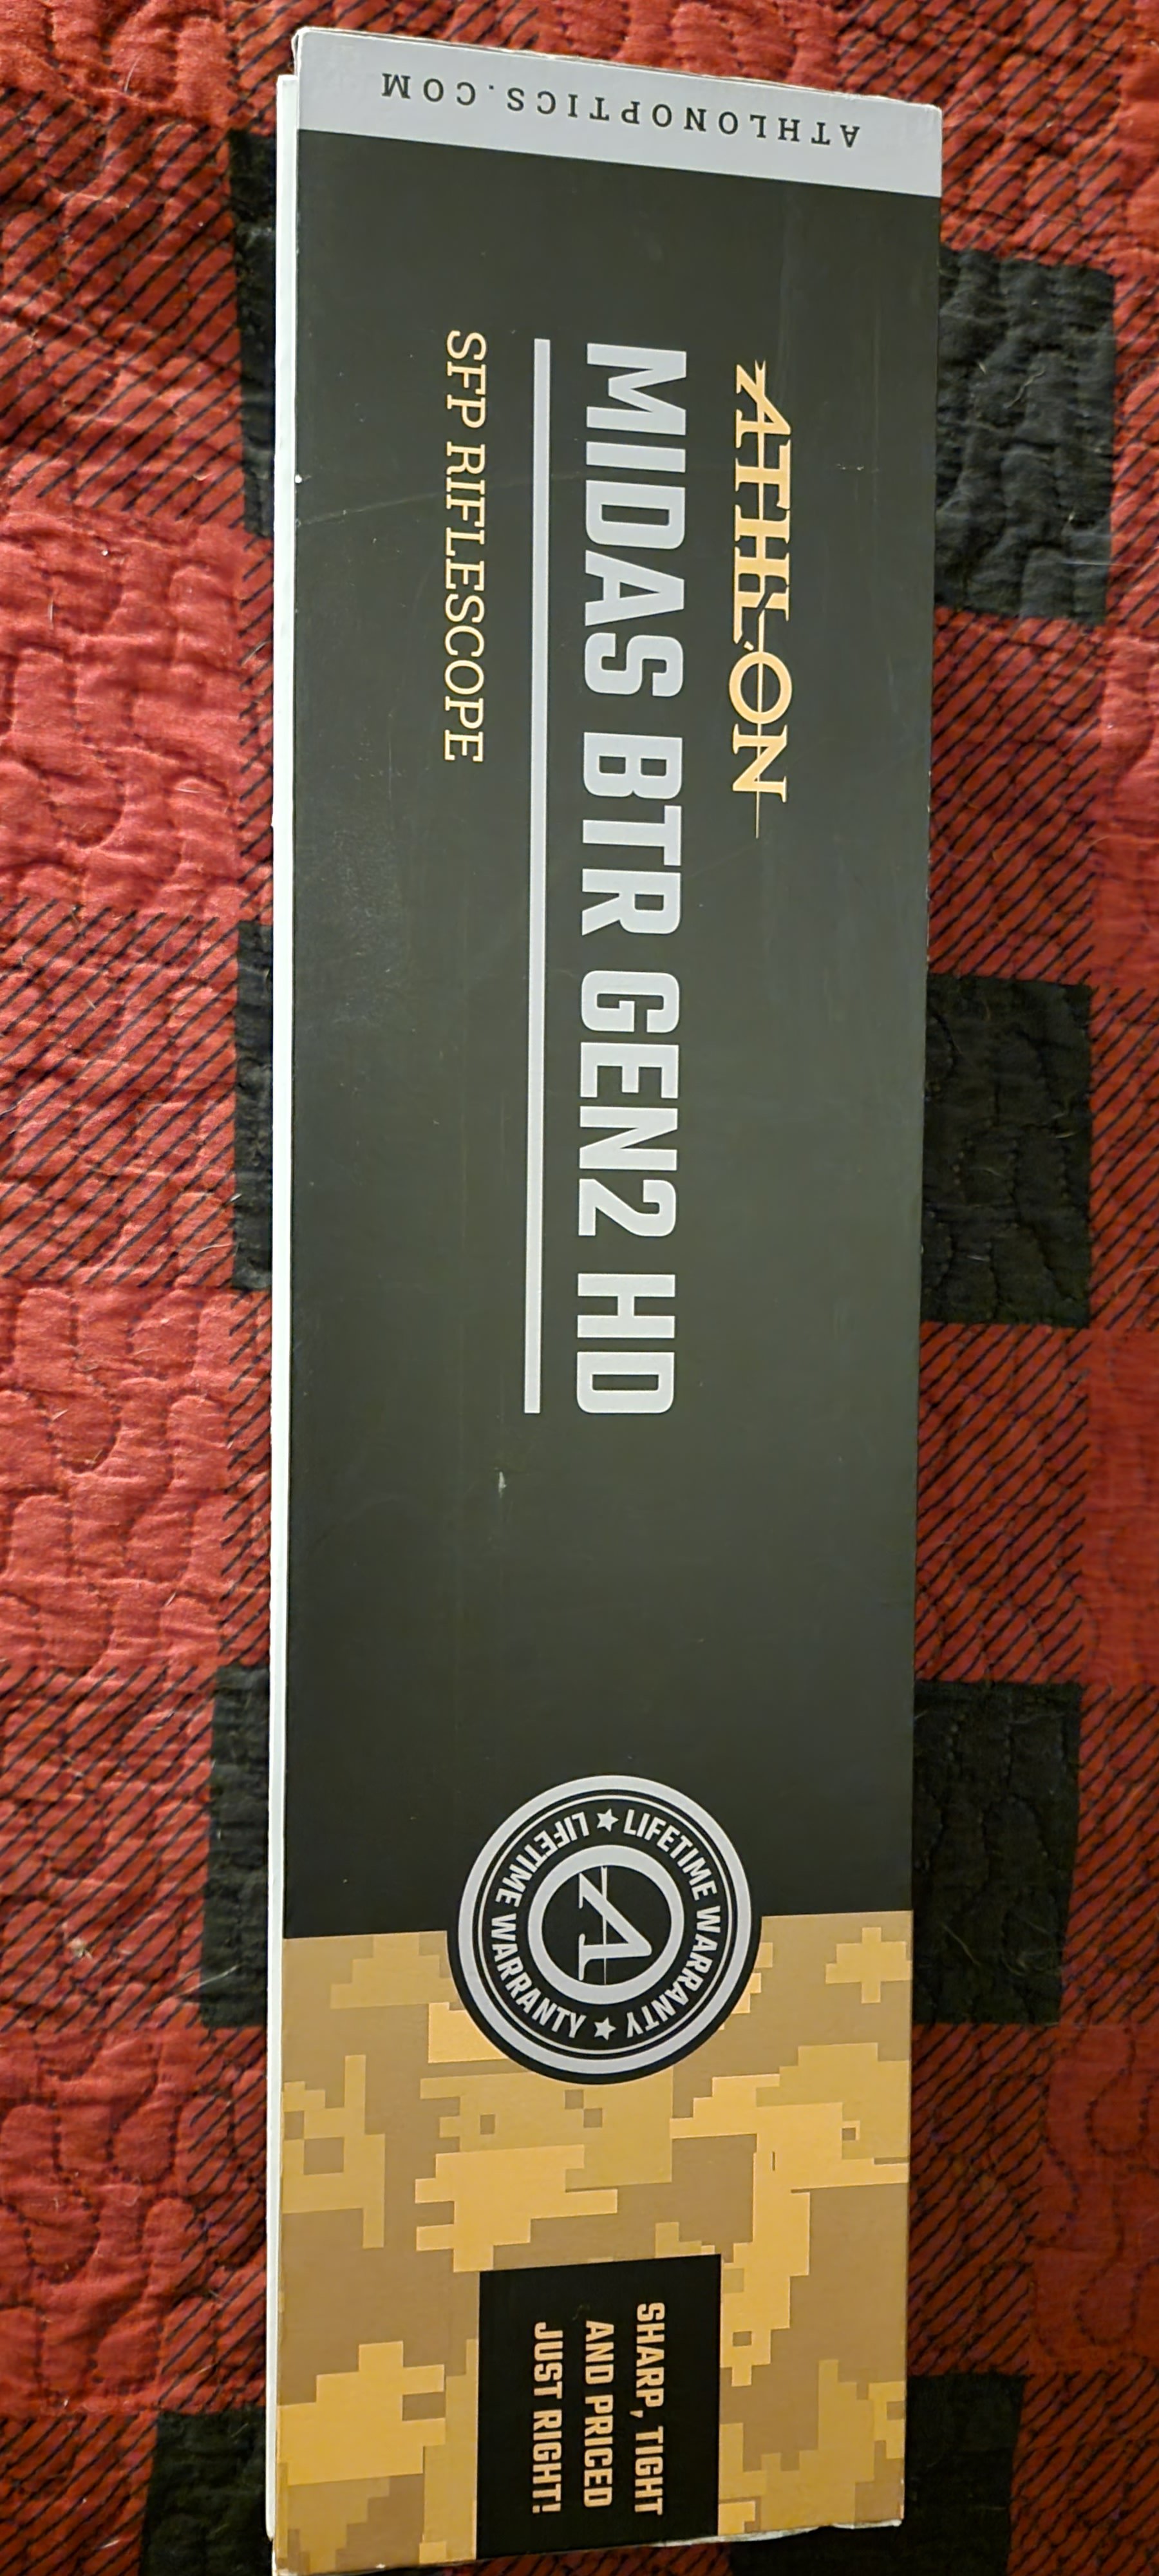 ATHLONOPTICS.COM
ATHLON
MIDAS BTR GEN2 HD
SFP RIFLESCOPE
LIFETIME WARRANTY ★ LIFETIME WARRANTY ★
A
SHARP, TIGHT
AND PRICED
JUST RIGHT!